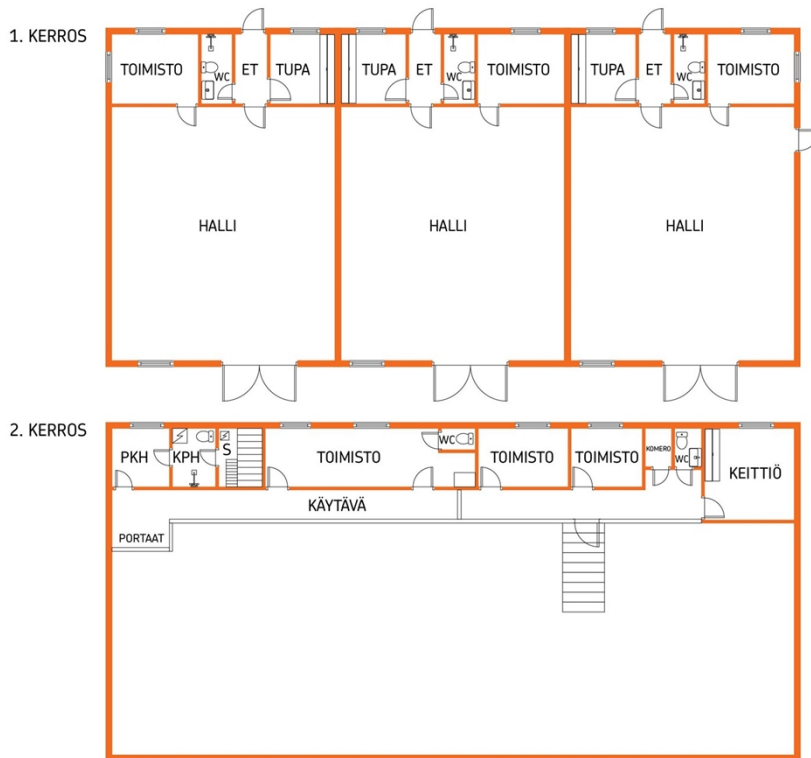 1. KERROS
TOIMISTO
WC
ET
TUPA
TUPA
ET
WC
TOIMISTO
TUPA
ET
WC
TOIMISTO
HALLI
HALLI
HALLI
2. KERROS
PKH
KPH
S
TOIMISTO
WC
TOIMISTO
TOIMISTO
KOMERO
WC
KEITTIÖ
KÄYTÄVÄ
PORTAAT